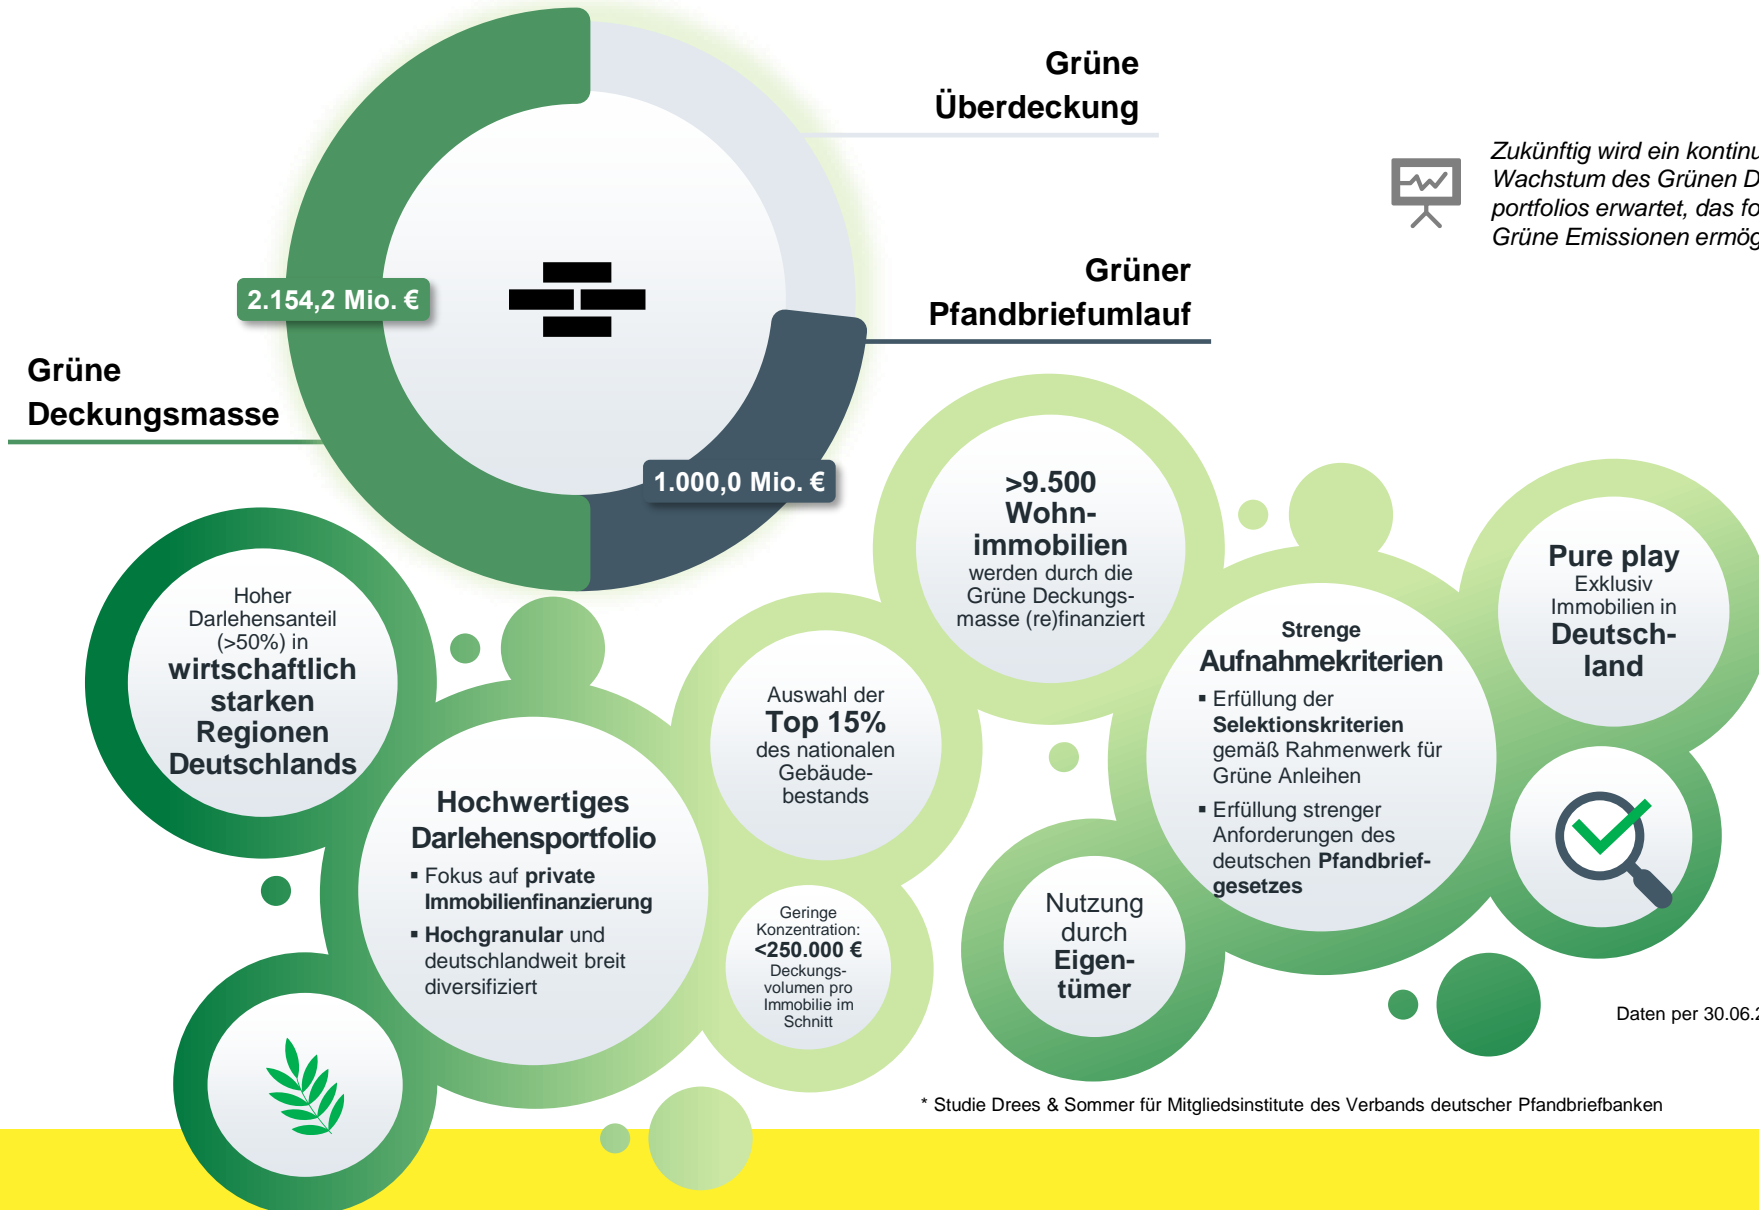 Grüne
Überdeckung
Zukünftig wird ein
Wachstum des Grünen
portfolios erwartet, das
Grüne Emissionen
2.154,2 Mio. €
Grüner
Pfandbriefumlauf
Grüne
Deckungsmasse
1.000,0 Mio. €
>9.500
Wohn-
immobilien
werden durch die
Grüne Deckungs-
masse (re)finanziert
Pure play
Exklusiv
Immobilien in
Deutsch-
land
Hoher
Darlehensanteil
(>50%) in
wirtschaftlich
starken
Regionen
Deutschlands
Strenge
Aufnahmekriterien
▪ Erfüllung der
Selektionskriterien
gemäß Rahmenwerk für
Grüne Anleihen
▪ Erfüllung strenger
Anforderungen des
deutschen Pfandbrief-
gesetzes
Auswahl der
Top 15%
des nationalen
Gebäude-
bestands
Hochwertiges
Darlehensportfolio
▪ Fokus auf private
Immobilienfinanzierung
▪ Hochgranular und
deutschlandweit breit
diversifiziert
Geringe
Konzentration:
<250.000 €
Deckungs-
volumen pro
Immobilie im
Schnitt
Nutzung
durch
Eigen-
tümer
Daten per 30.06.2
* Studie Drees & Sommer für Mitgliedsinstitute des Verbands deutscher Pfandbriefbanken